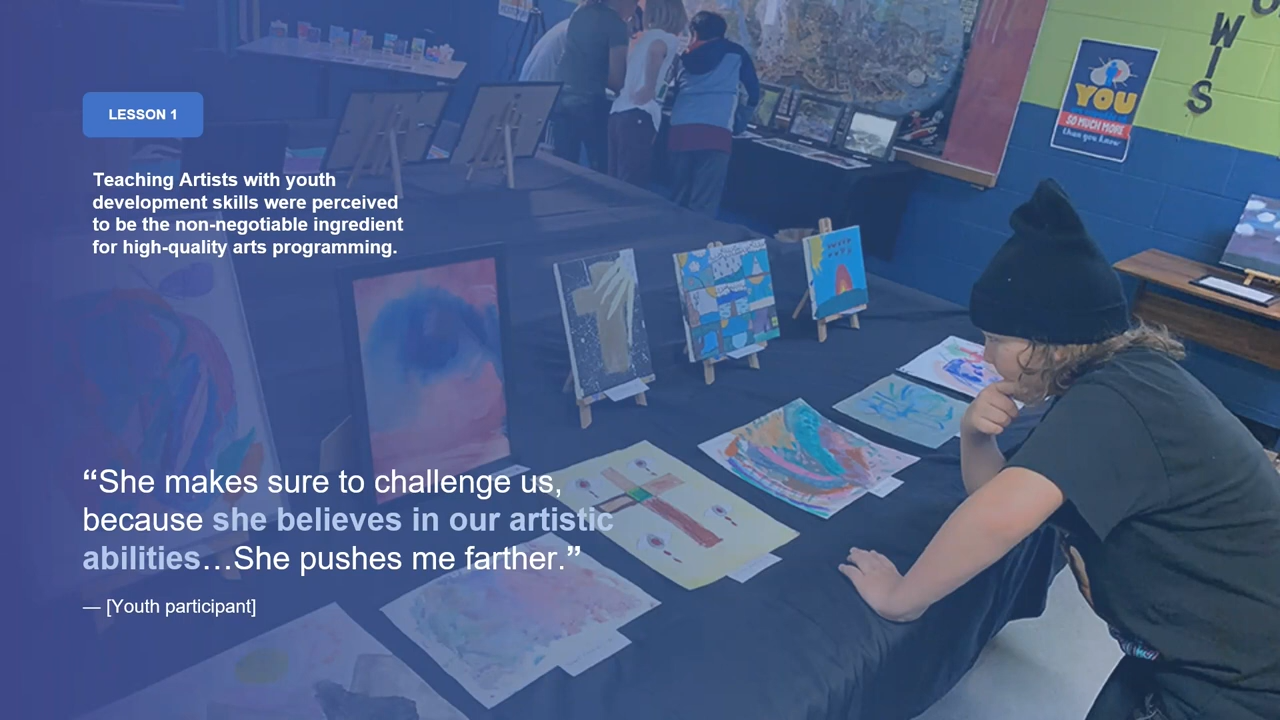 LESSON 1
Teaching Artists with youth
development skills were perceived
to be the non-negotiable ingredient
for high-quality arts programming.
“She makes sure to challenge us,
because she believes in our artistic
abilities…She pushes me farther.”
— [Youth participant]
W
I
S
YOU
SO MUCH MORE
than you know